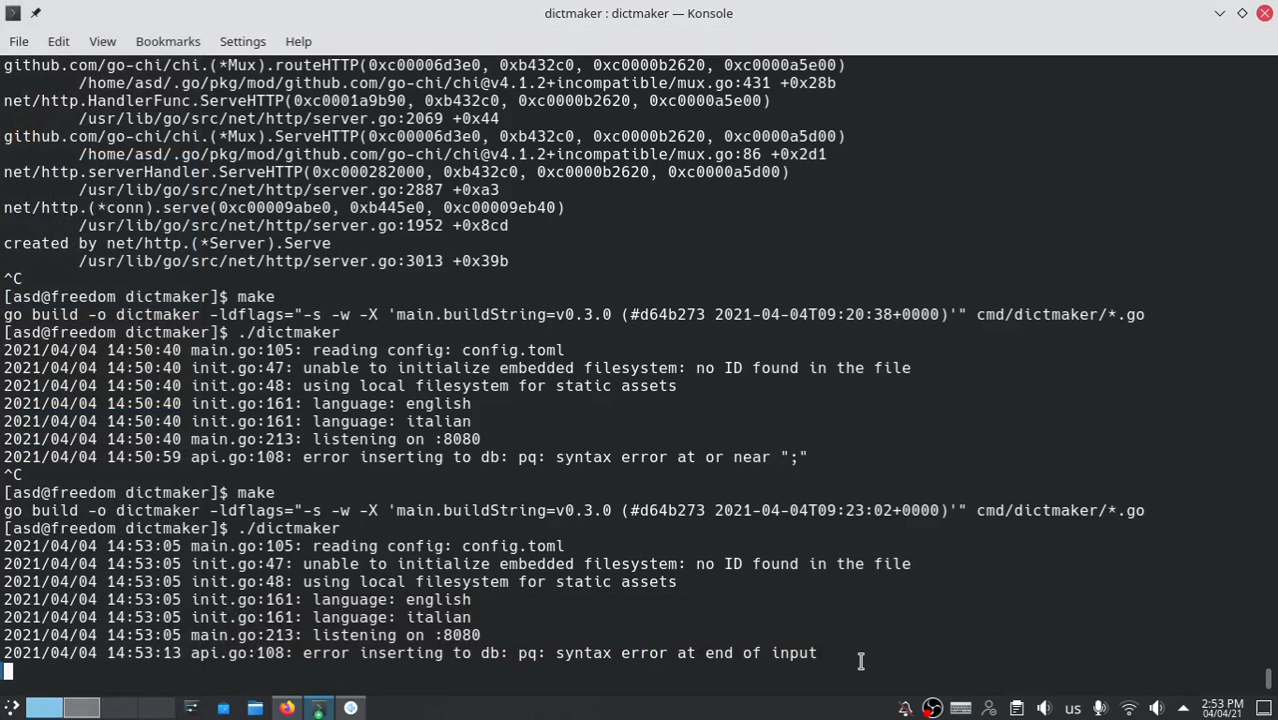 dictmaker : dictmaker — Konsole
File Edit View Bookmarks Settings Help
github.com/go-chi/chi.(*Mux).routeHTTP(0xc00006d3e0, 0xb432c0, 0xc0000b2620, 0xc0000a5e00)
/home/asd/.go/pkg/mod/github.com/go-chi/chi@v4.1.2+incompatible/mux.go:431 +0x28b
net/http.HandlerFunc.ServeHTTP(0xc0001a9b90, 0xb432c0, 0xc0000b2620, 0xc0000a5e00)
/usr/lib/go/src/net/http/server.go:2069 +0x44
github.com/go-chi/chi.(*Mux).ServeHTTP(0xc00006d3e0, 0xb432c0, 0xc0000b2620, 0xc0000a5d00)
/home/asd/.go/pkg/mod/github.com/go-chi/chi@v4.1.2+incompatible/mux.go:86 +0x2d1
net/http.serverHandler.ServeHTTP(0xc000282000, 0xb432c0, 0xc0000b2620, 0xc0000a5d00)
/usr/lib/go/src/net/http/server.go:2887 +0xa3
net/http.(*conn).serve(0xc00009abe0, 0xb445e0, 0xc00009eb40)
/usr/lib/go/src/net/http/server.go:1952 +0x8cd
created by net/http.(*Server).Serve
/usr/lib/go/src/net/http/server.go:3013 +0x39b
^C
[asd@freedom dictmaker]$ make
go build -o dictmaker -ldflags="-s -w -X 'main.buildString=v0.3.0 (#d64b273 2021-04-04T09:20:38+0000)'" cmd/dictmaker/*.go
[asd@freedom dictmaker]$ ./dictmaker
2021/04/04 14:50:40 main.go:105: reading config: config.toml
2021/04/04 14:50:40 init.go:47: unable to initialize embedded filesystem: no ID found in the file
2021/04/04 14:50:40 init.go:48: using local filesystem for static assets
2021/04/04 14:50:40 init.go:161: language: english
2021/04/04 14:50:40 init.go:161: language: italian
2021/04/04 14:50:40 main.go:213: listening on :8080
2021/04/04 14:50:59 api.go:108: error inserting to db: pq: syntax error at or near ";"
^C
[asd@freedom dictmaker]$ make
go build -o dictmaker -ldflags="-s -w -X 'main.buildString=v0.3.0 (#d64b273 2021-04-04T09:23:02+0000)'" cmd/dictmaker/*.go
[asd@freedom dictmaker]$ ./dictmaker
2021/04/04 14:53:05 main.go:105: reading config: config.toml
2021/04/04 14:53:05 init.go:47: unable to initialize embedded filesystem: no ID found in the file
2021/04/04 14:53:05 init.go:48: using local filesystem for static assets
2021/04/04 14:53:05 init.go:161: language: english
2021/04/04 14:53:05 init.go:161: language: italian
2021/04/04 14:53:05 main.go:213: listening on :8080
2021/04/04 14:53:13 api.go:108: error inserting to db: pq: syntax error at end of input
us
2:53 PM
04/04/21